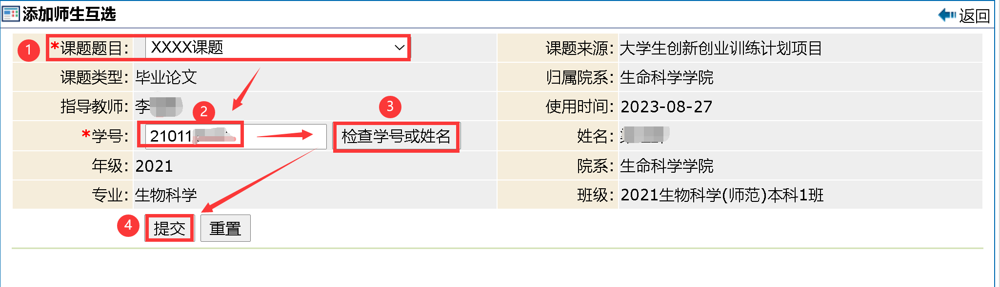 添加师生互选
返回
1
*课题题目：
XXXX课题
课题来源：
大学生创新创业训练计划项目
课题类型：
毕业论文
归属院系：
生命科学学院
指导教师：
李
2
3
使用时间：
2023-08-27
*学号：
21011
检查学号或姓名
姓名：
年级：
2021
院系：
生命科学学院
专业：
生物科学
班级：
2021生物科学(师范)本科1班
4
提交
重置